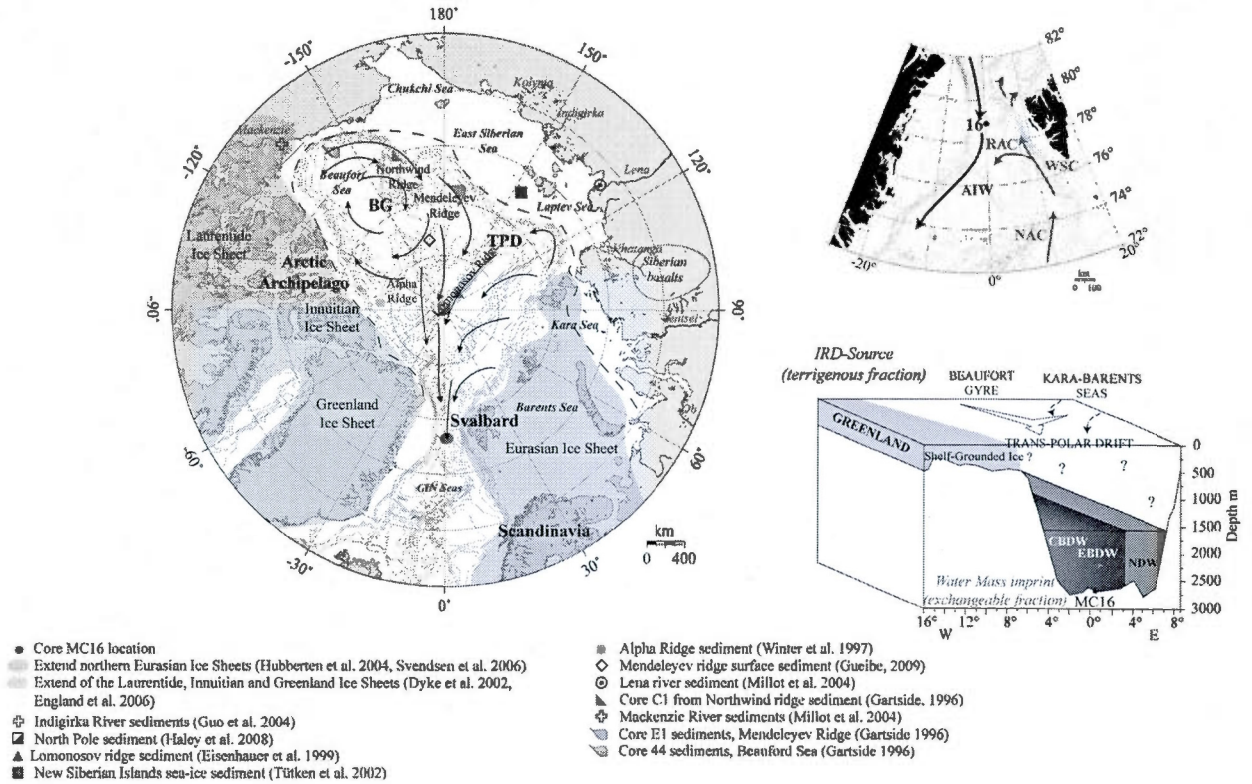 180°
-150°
150°
Chukchi Sea
Kolyma
Indigirka
Mackenzie
East Siberian
Sea
-120°
120°
Lena
Beaufort
Sea
Northwind
Ridge
BG
Mendeleyev
Ridge
Laptev Sea
TPD
Laurentide
Ice Sheet
Arctic
Archipelago
Khatanga
Siberian
basalts
Alpha
Ridge
Innuitian
Ice Sheet
Kara Sea
-90°
90°
Greenland
Ice Sheet
Barents Sea
Ob
Svalbard
Eurasian Ice Sheet
-60°
60°
GIN Seas
Scandinavia
km
0 400
-30°
30°
0°
82°
80°
78°
76°
74°
72°
20°
16
RAC
WSC
AIW
NAC
-20°
0°
km
0 100
IRD-Source
(terrigenous fraction)
BEAUFORT
GYRE
KARA-BARENTS
SEAS
GREENLAND
TRANS-POLAR DRIFT
Shelf-Grounded Ice ?
? ? ?
0
500
1000
1500
2000
2500
3000
Depth m
CBDW
EBDW
NDW
Water Mass imprint
(exchangeable fraction) MC16
16° 12° 8° 4° 0° 4° 8°
W E
Core MC16 location
Extend northern Eurasian Ice Sheets (Hubberten et al. 2004, Svendsen et al. 2006)
Extend of the Laurentide, Innuitian and Greenland Ice Sheets (Dyke et al. 2002,
England et al. 2006)
Indigirka River sediments (Guo et al. 2004)
North Pole sediment (Haley et al. 2008)
Lomonosov ridge sediment (Eisenhauer et al. 1999)
New Siberian Islands sea-ice sediment (Tütken et al. 2002)
Alpha Ridge sediment (Winter et al. 1997)
Mendeleyev ridge surface sediment (Gueibe, 2009)
Lena river sediment (Millot et al. 2004)
Core C1 from Northwind ridge sediment (Gartside, 1996)
Mackenzie River sediments (Millot et al. 2004)
Core E1 sediments, Mendeleyev Ridge (Gartside 1996)
Core 44 sediments, Beauford Sea (Gartside 1996)